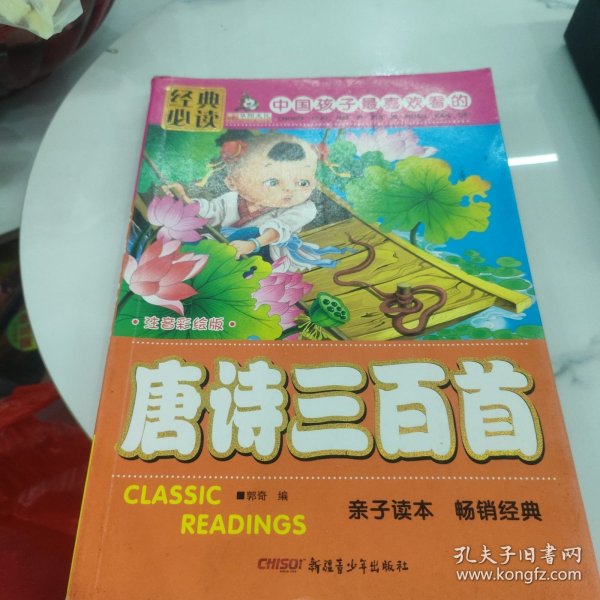 经典
必读
中国孩子最喜欢看的
·注音彩绘版·
唐诗三百首
CLASSIC
READINGS
■郭奇 编
亲子读本 畅销经典
CHISO! 新疆青少年出版社
孔夫子旧书网
www.kongfz.com